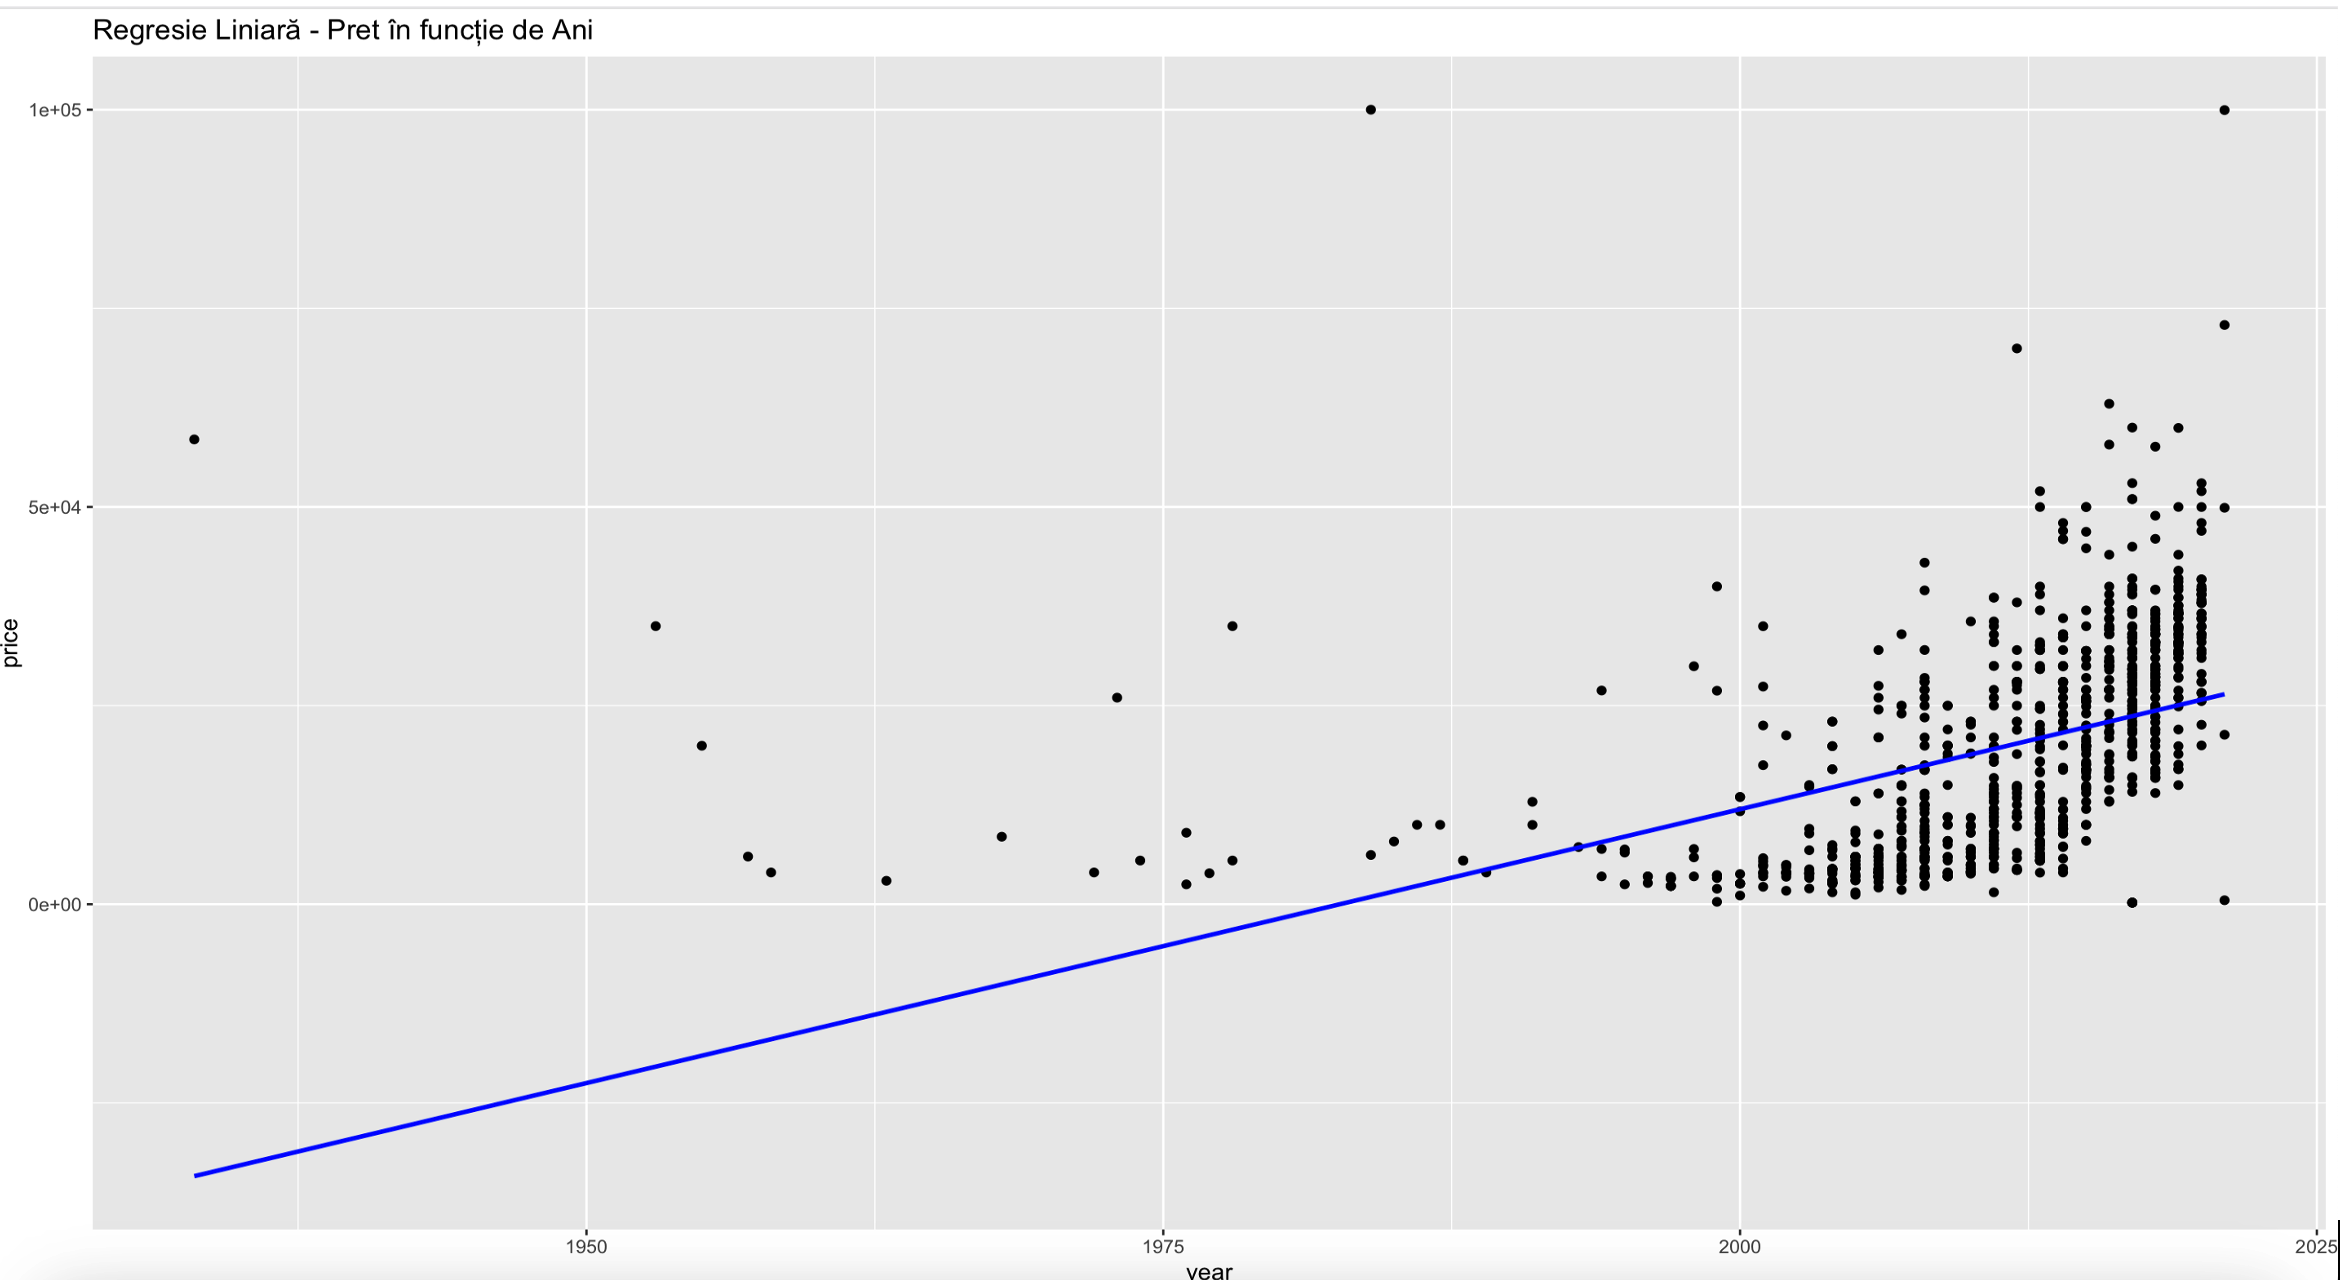 Regresie Liniară - Pret în funcție de Ani
1e+05
5e+04
0e+00
price
1950
1975
2000
2025
year